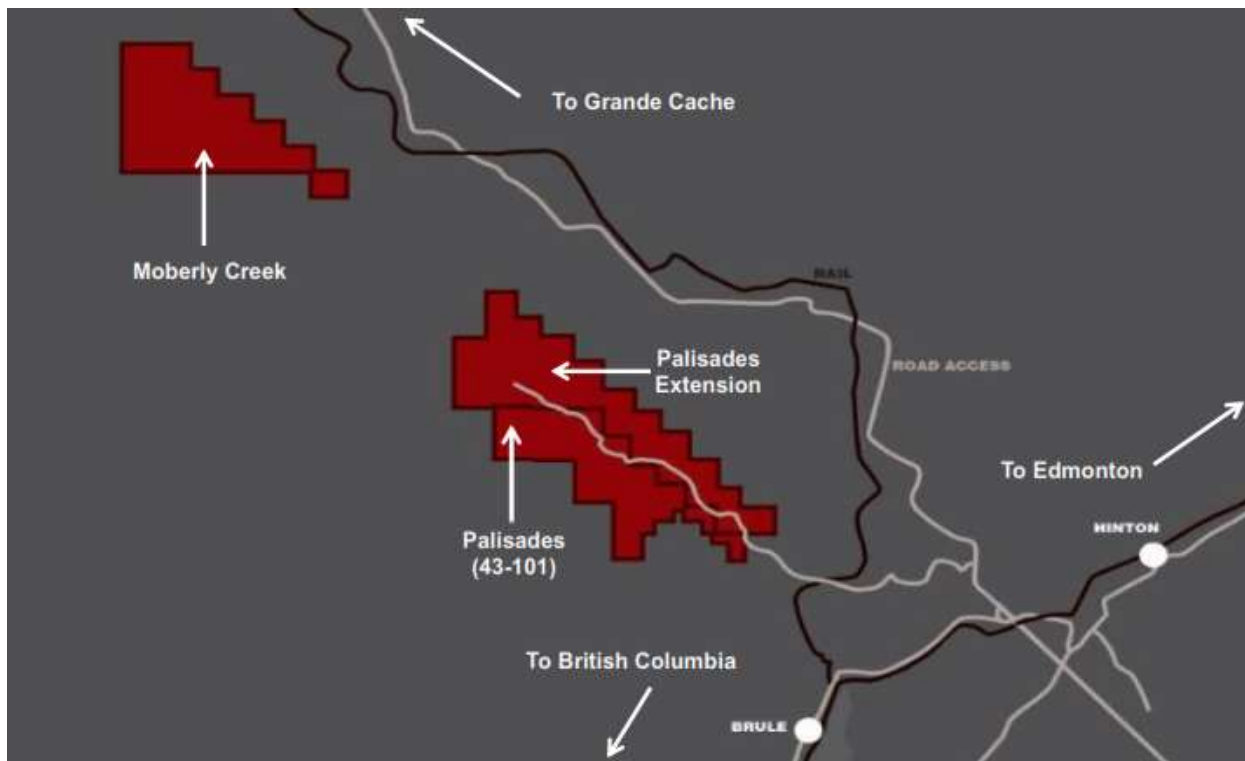 To Grande Cache
Moberly Creek
RAIL
Palisades
Extension
ROAD ACCESS
To Edmonton
HINTON
Palisades
(43-101)
To British Columbia
BRULE